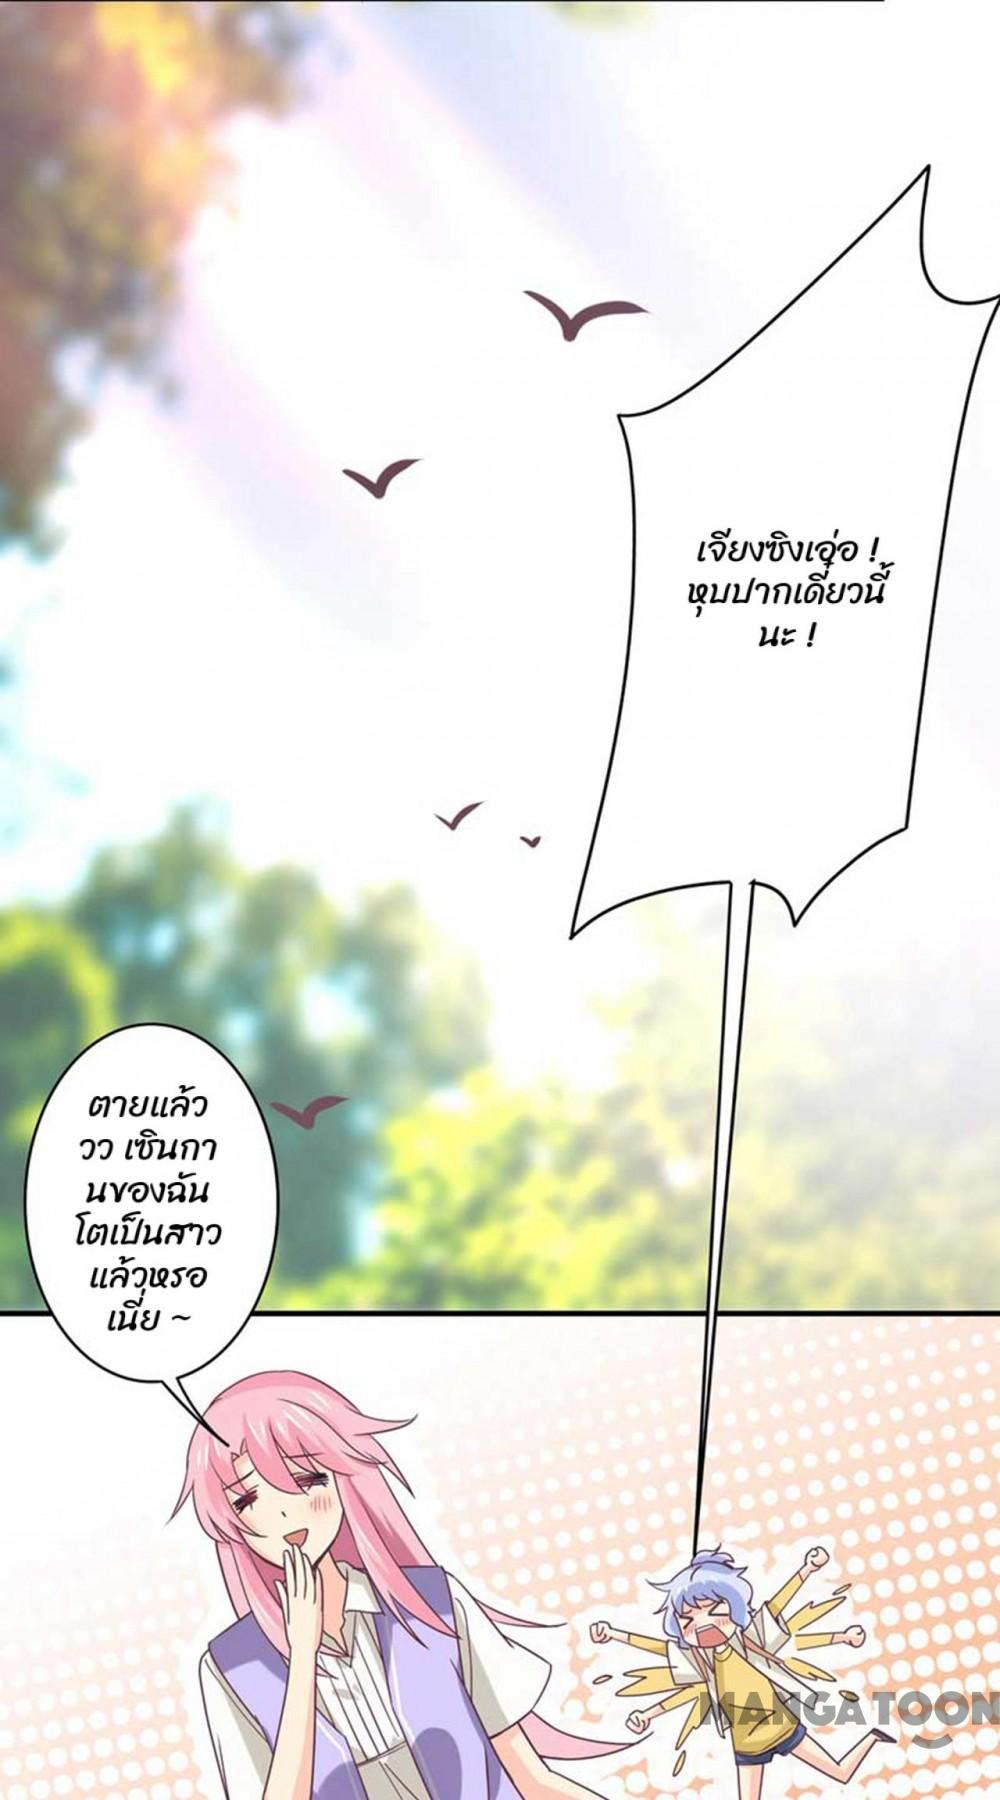 เจียงซิงเอ๋อ !
หุบปากเดี๋ยวนี้
นะ !
ตายแล้ว
วว เซินกา
นของฉัน
โตเป็นสาว
แล้วหรอ
เนี่ย ~
MANGATOON